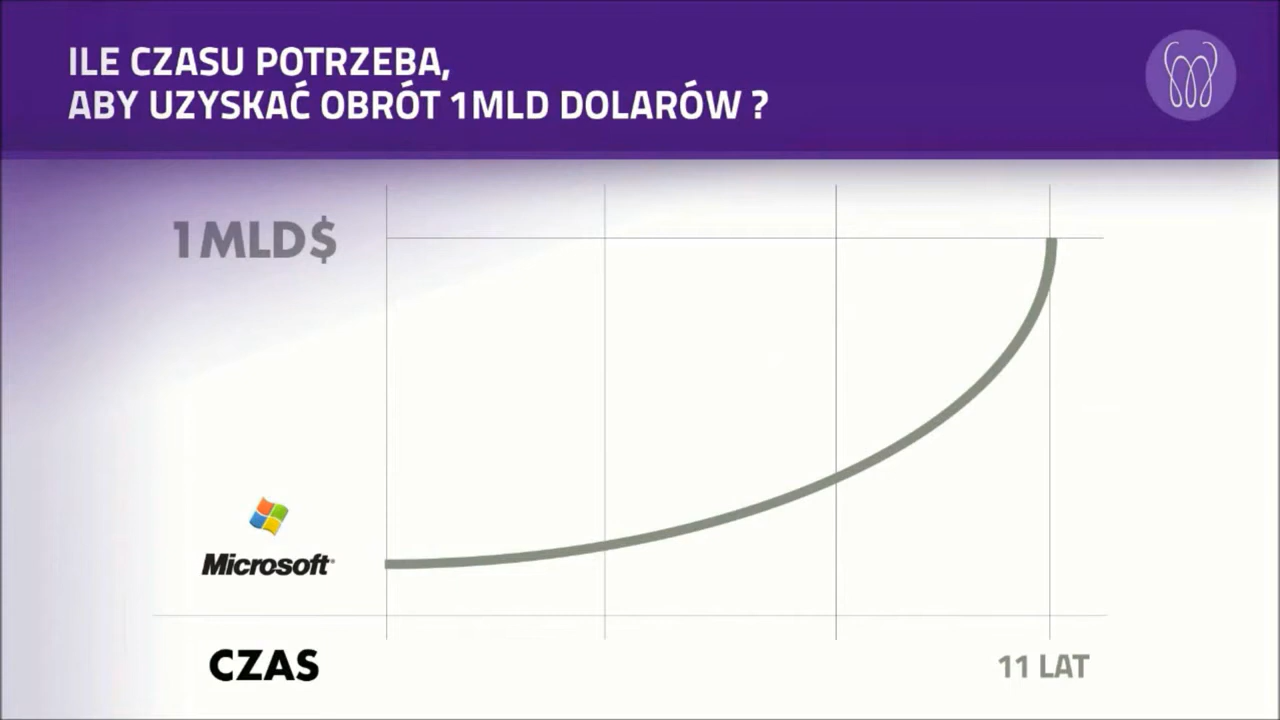 ILE CZASU POTRZEBA,
ABY UZYSKAĆ OBRÓT 1MLD DOLARÓW ?
1MLD$
Microsoft®
CZAS
11 LAT